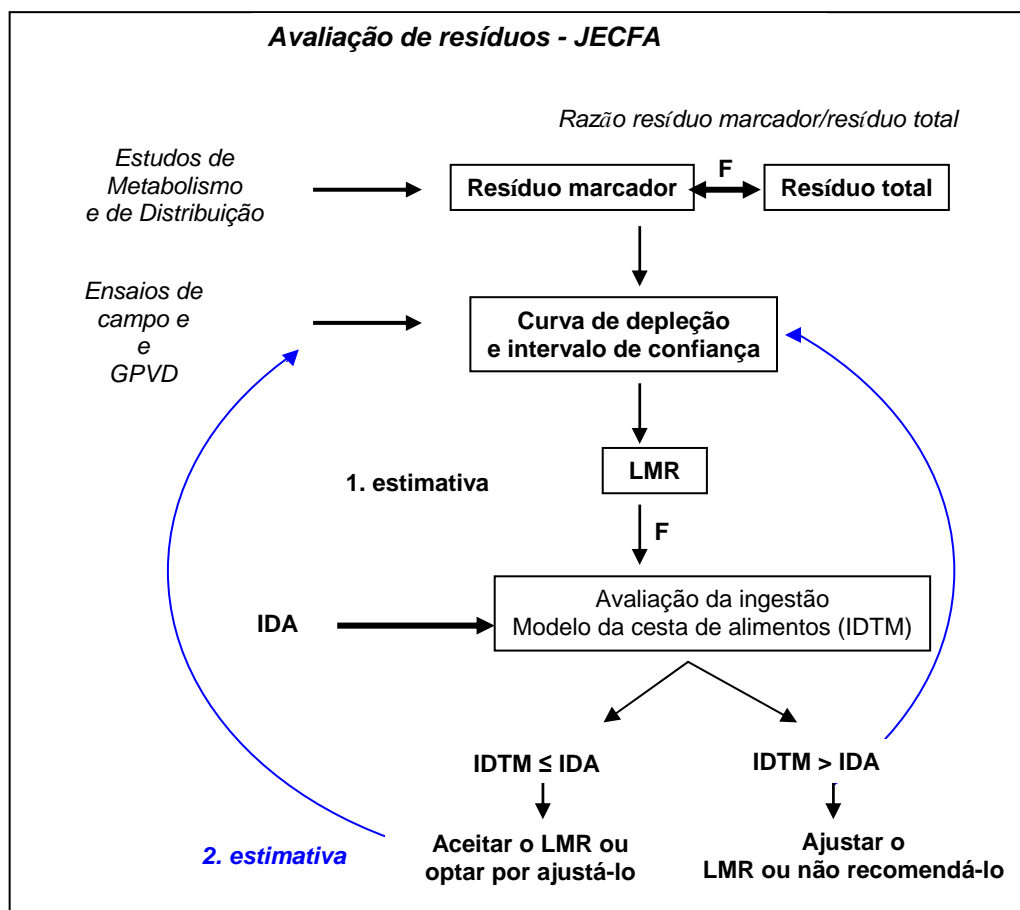 Avaliação de resíduos - JECFA
Razão resíduo marcador/resíduo total
Estudos de
Metabolismo
e de Distribuição
F
Resíduo marcador
Resíduo total
Ensaios de
campo e
e
GPVD
Curva de depleção
e intervalo de confiança
LMR
1. estimativa
F
Avaliação da ingestão
Modelo da cesta de alimentos (IDTM)
IDA
IDTM ≤ IDA
IDTM > IDA
2. estimativa
Aceitar o LMR ou
optar por ajustá-lo
Ajustar o
LMR ou não recomendá-lo